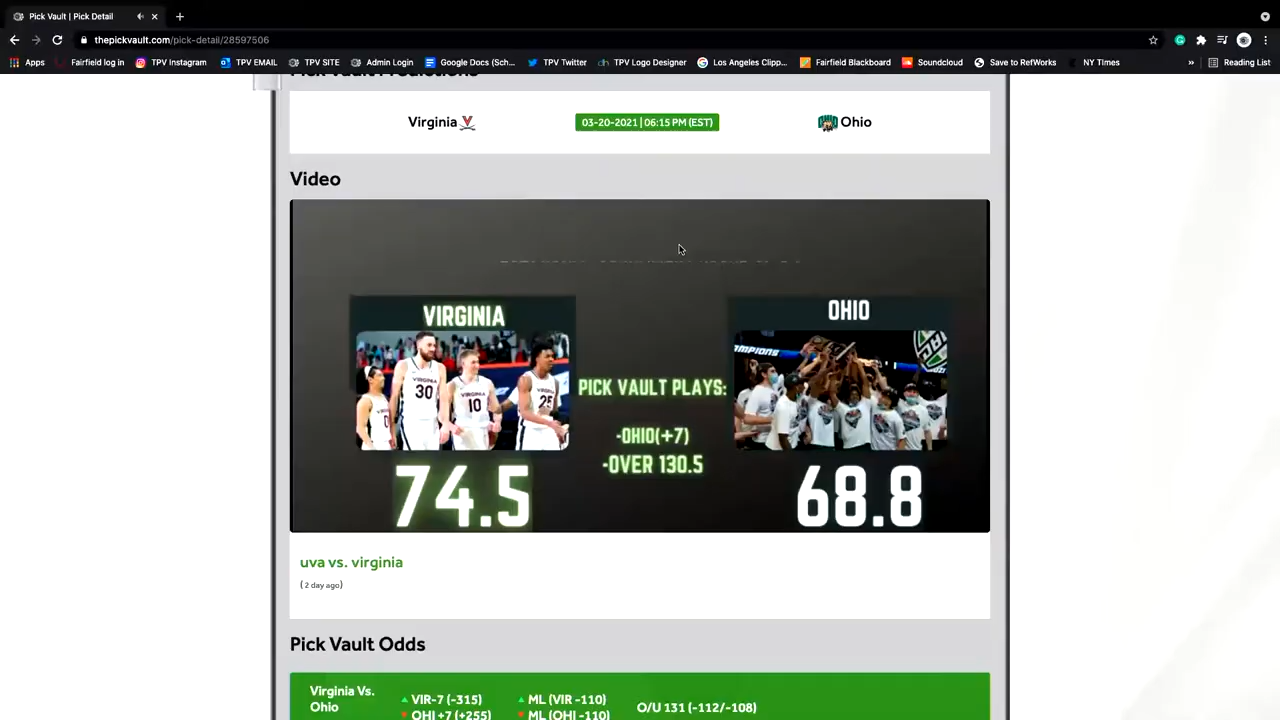 Pick Vault | Pick Detail
thepickvault.com/pick-detail/28597506
Apps Fairfield log in TPV Instagram TPV EMAIL TPV SITE Admin Login Google Docs (Sch... TPV Twitter TPV Logo Designer Los Angeles Clipp... Fairfield Blackboard Soundcloud Save to RefWorks NY Times » Reading List
Pick Vault Predictions
Virginia 03-20-2021 | 06:15 PM (EST) Ohio
Video
VIRGINIA
OHIO
PICK VAULT PLAYS:
-OHIO(+7)
-OVER 130.5
74.5
68.8
uva vs. virginia
( 2 day ago)
Pick Vault Odds
Virginia Vs.
Ohio
VIR-7 (-315) ML (VIR -110)
OHI +7 (+255) ML (OHI -110)
O/U 131 (-112/-108)